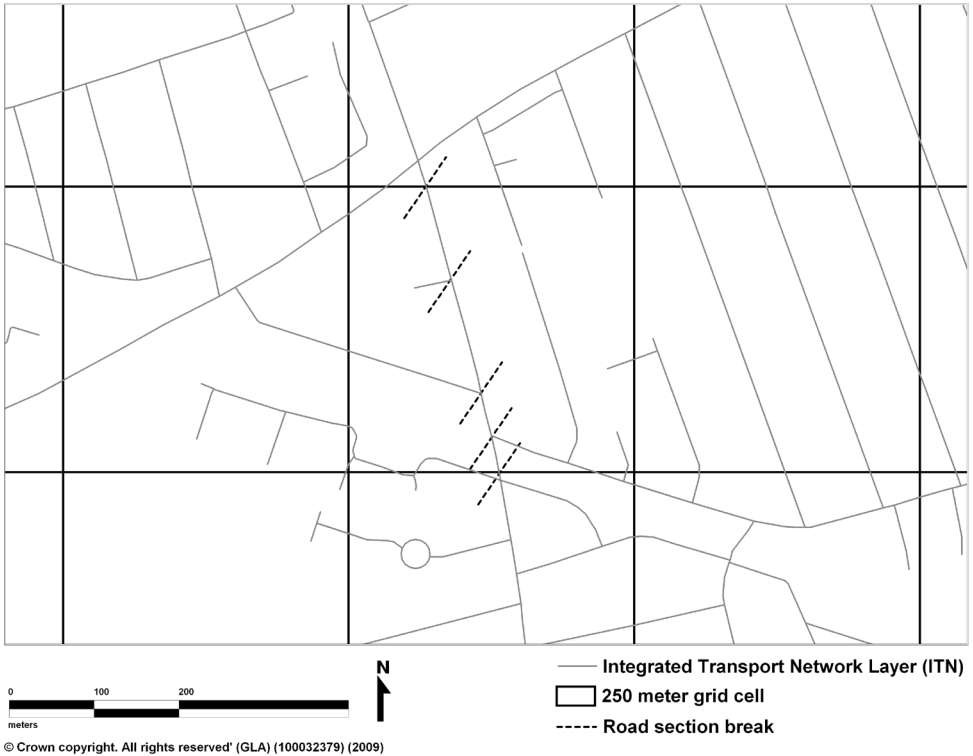 N
Integrated Transport Network Layer (ITN)
0 100 200
250 meter grid cell
meters
Road section break
© Crown copyright. All rights reserved' (GLA) (100032379) (2009)